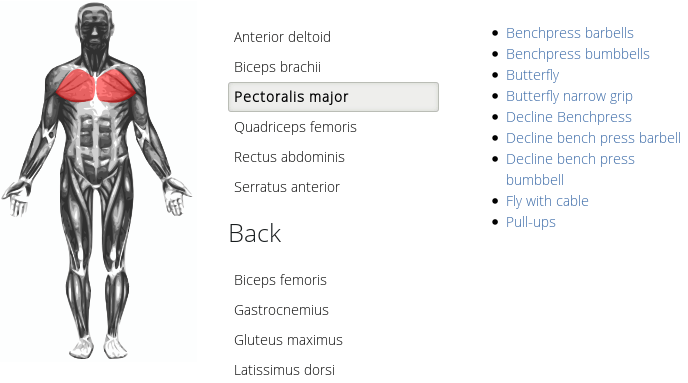 Anterior deltoid
Biceps brachii
Pectoralis major
Quadriceps femoris
Rectus abdominis
Serratus anterior
Back
Biceps femoris
Gastrocnemius
Gluteus maximus
Latissimus dorsi
Benchpress barbells
Benchpress bumbbells
Butterfly
Butterfly narrow grip
Decline Benchpress
Decline bench press barbell
Decline bench press
bumbbell
Fly with cable
Pull-ups